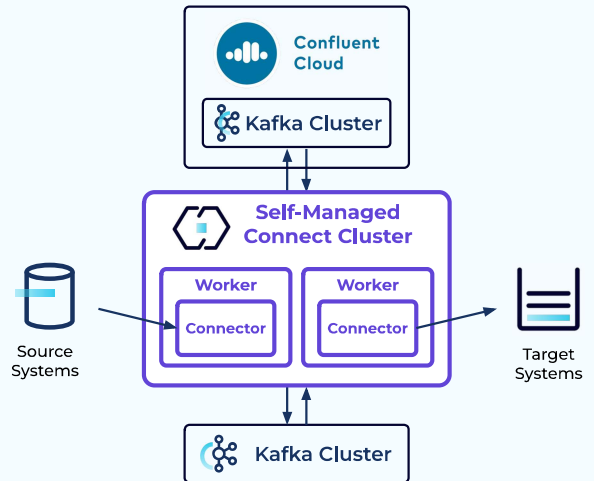 Confluent
Cloud
Kafka Cluster
Self-Managed
Connect Cluster
Worker
Connector
Worker
Connector
Source
Systems
Target
Systems
Kafka Cluster